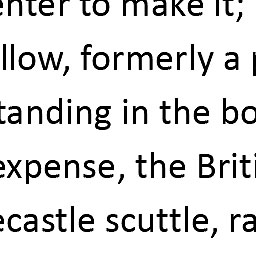 enter to make it;
llow, formerly a p
tanding in the bo
expense, the Briti
ecastle scuttle, ra